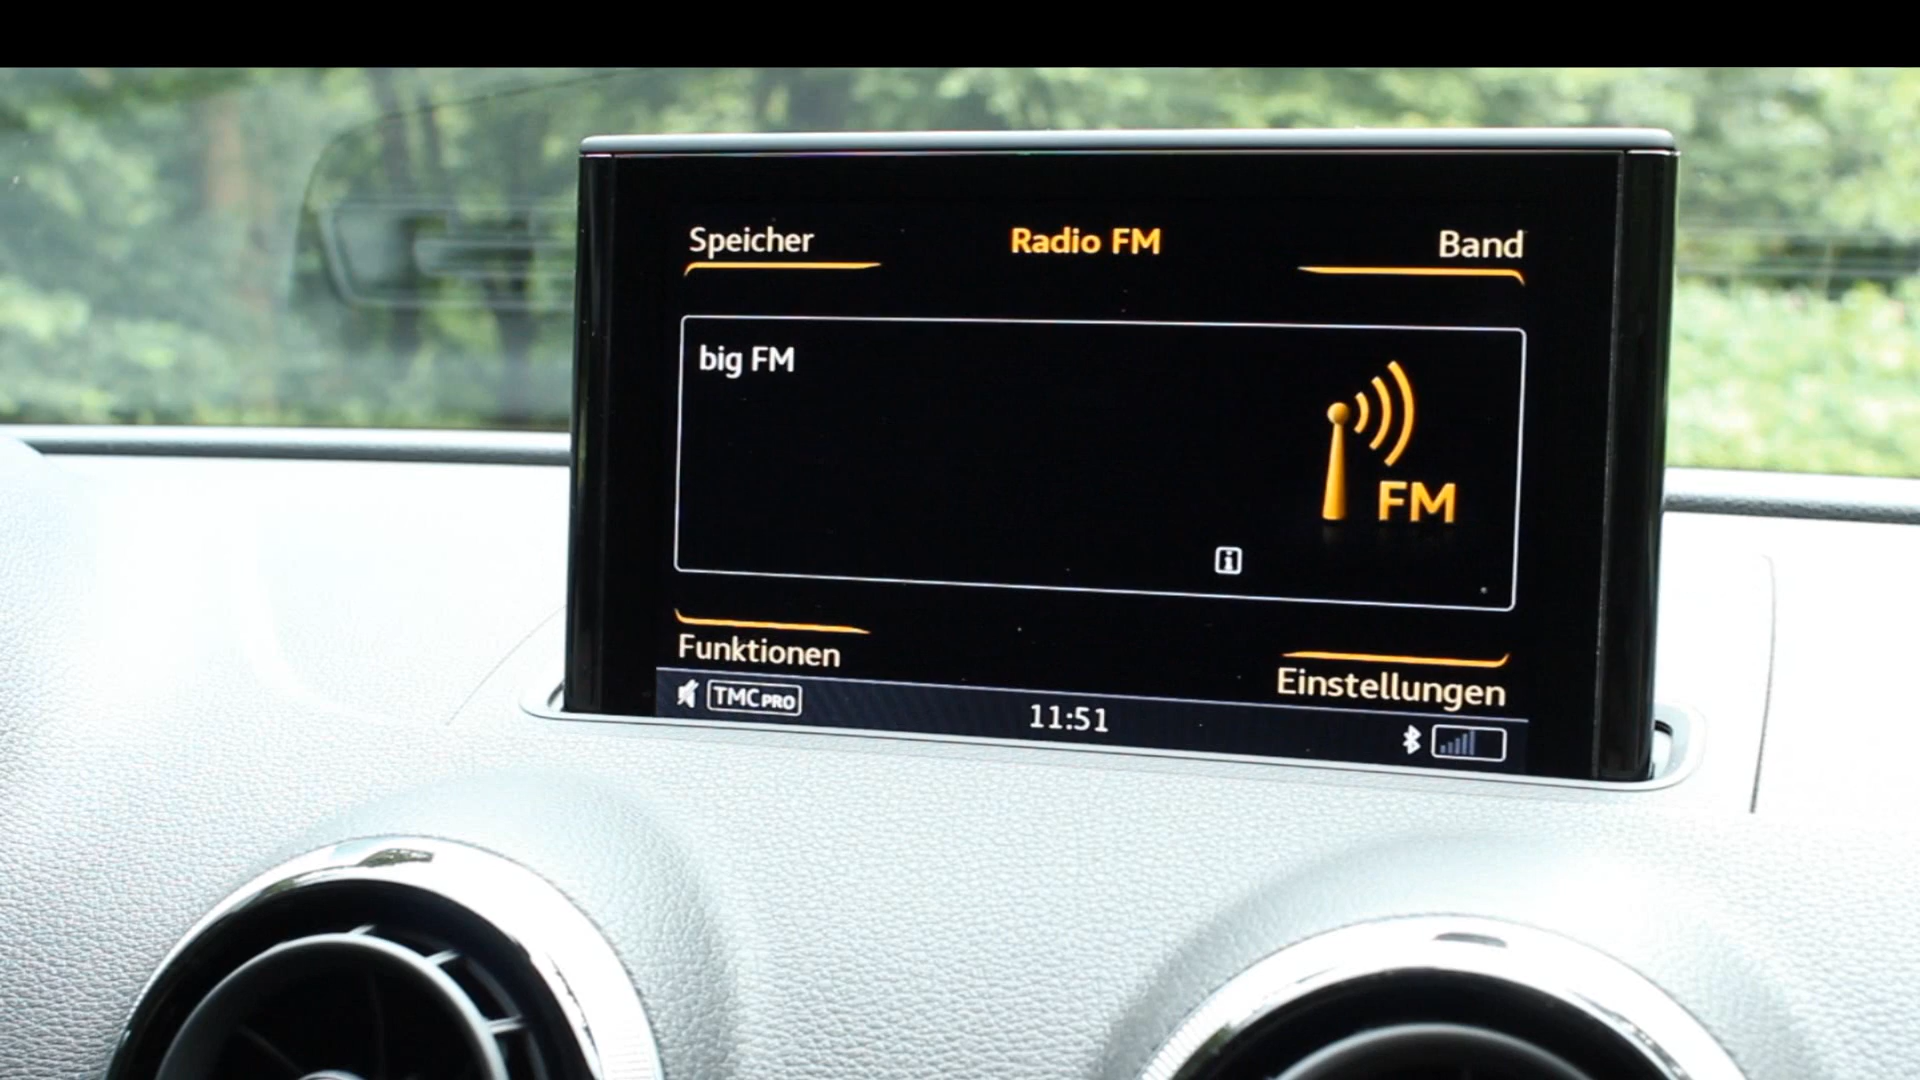 Speicher
Radio FM
Band
big FM
FM
Funktionen
Einstellungen
TMC PRO
11:51